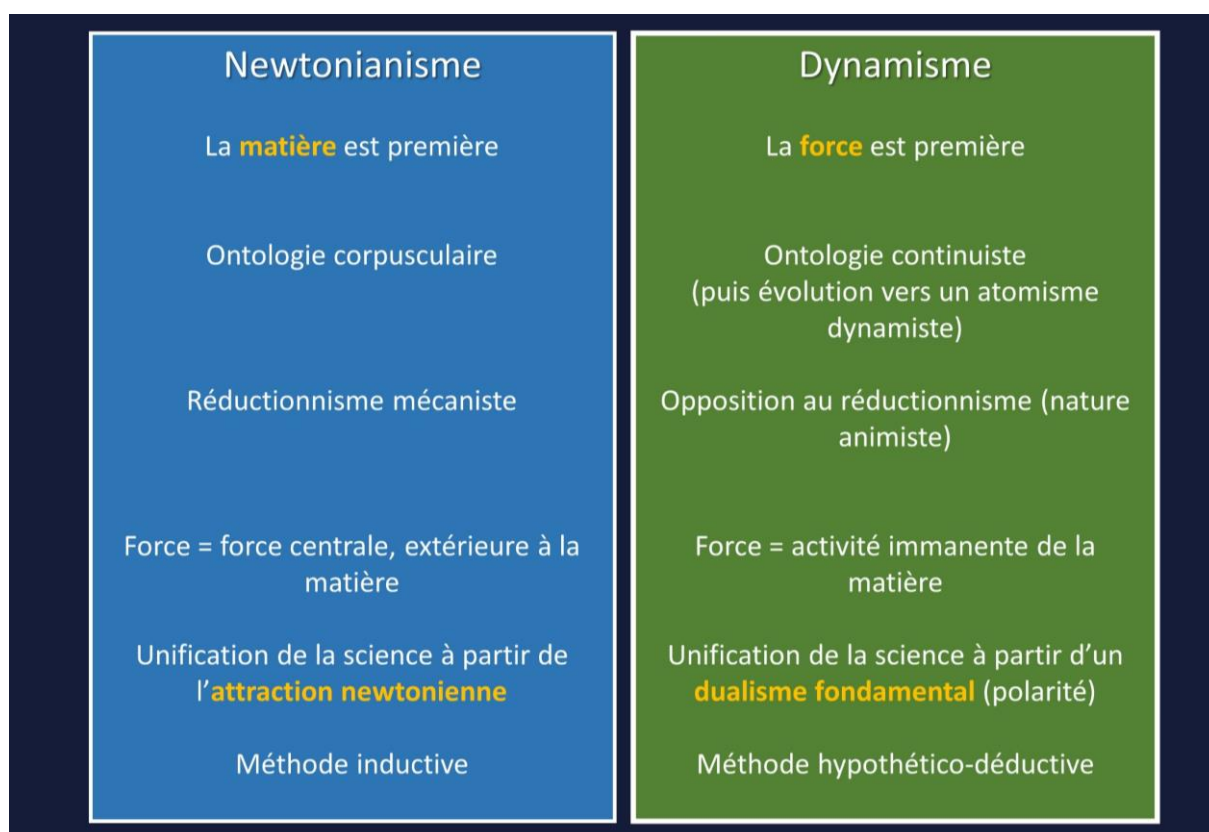 Newtonianisme
La matière est première
Ontologie corpusculaire
Réductionnisme mécaniste
Force = force centrale, extérieure à la
matière
Unification de la science à partir de
l’attraction newtonienne
Méthode inductive
Dynamisme
La force est première
Ontologie continuiste
(puis évolution vers un atomisme
dynamiste)
Opposition au réductionnisme (nature
animiste)
Force = activité immanente de la
matière
Unification de la science à partir d’un
dualisme fondamental (polarité)
Méthode hypothético-déductive